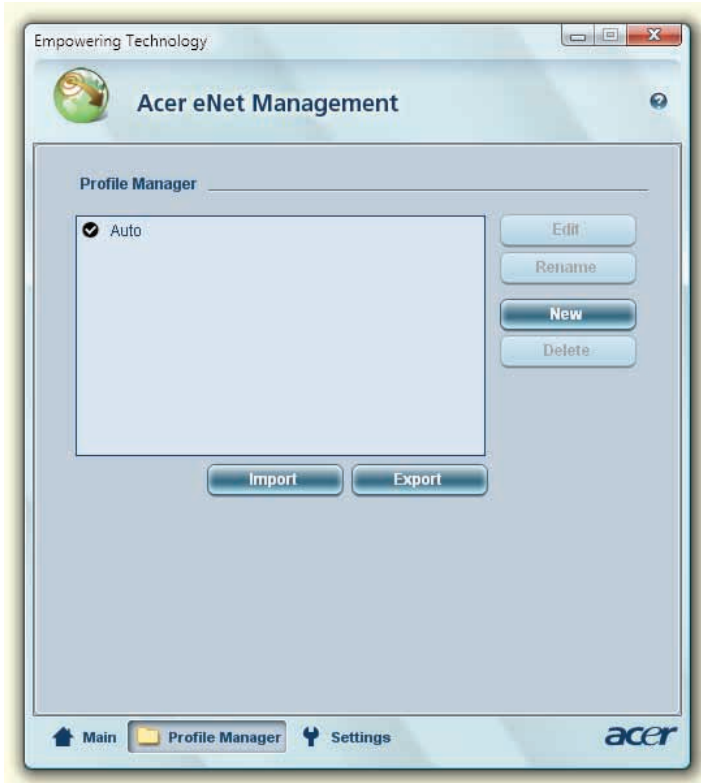 Empowering Technology
Acer eNet Management
Profile Manager
Auto
Edit
Rename
New
Delete
Import Export
Main Profile Manager Settings acer